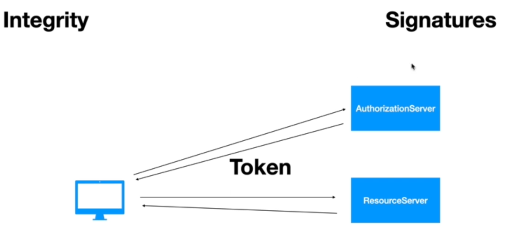 Integrity
Signatures
AuthorizationServer
Token
ResourceServer